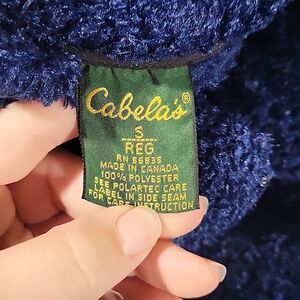 Cabela's®
S
REG
RN 56835
MADE IN CANADA
100% POLYESTER
SEE POLARTEC CARE
LABEL IN SIDE SEAM
FOR CARE INSTRUCTION